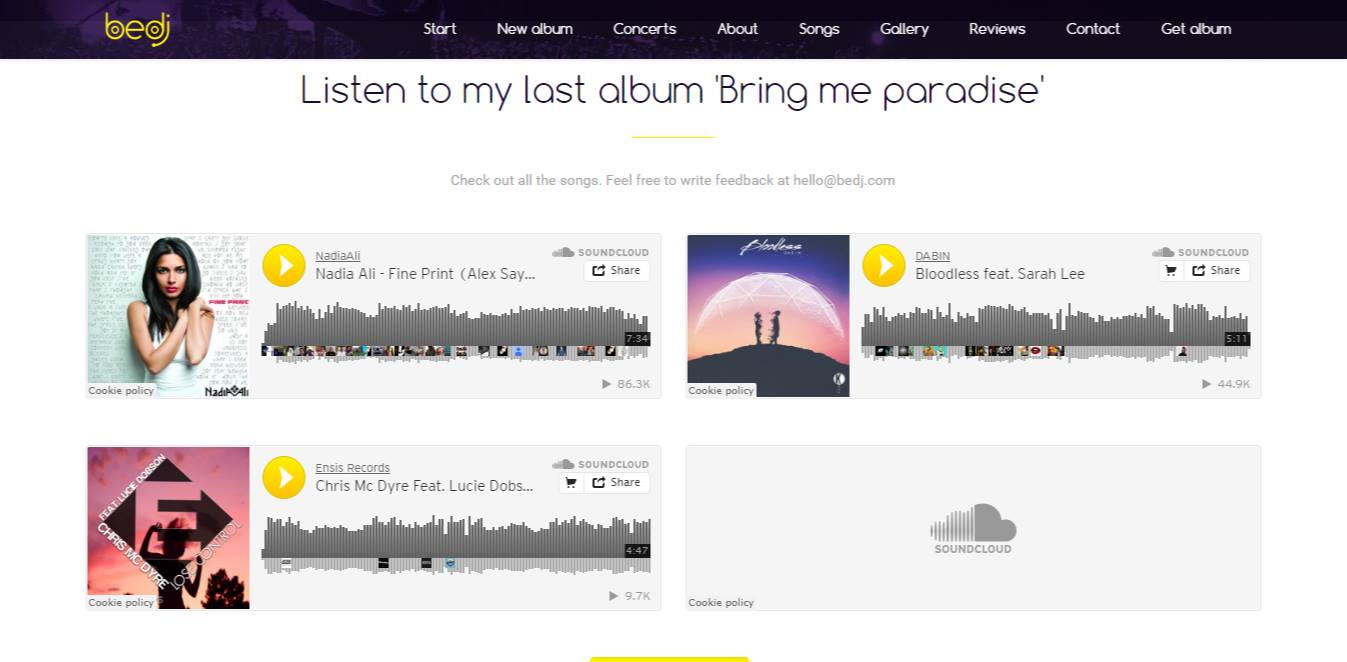 bedj
Start New album Concerts About Songs Gallery Reviews Contact Get album
Listen to my last album 'Bring me paradise'
Check out all the songs. Feel free to write feedback at hello@bedj.com
NadiaAli
SOUNDCLOUD
Nadia Ali - Fine Print (Alex Say...
Share
FINE PRINT
7:34
NadiaAli
Cookie policy
86.3K
Bloodless
DABIN
DABIN
SOUNDCLOUD
Bloodless feat. Sarah Lee
Share
5:11
Cookie policy
44.9K
FEAT. LUCIE DOBSON
CHRIS MC DYRE
LOSE CONTROL
Ensis Records
SOUNDCLOUD
Chris Mc Dyre Feat. Lucie Dobs...
Share
4:47
Cookie policy
9.7K
SOUNDCLOUD
Cookie policy